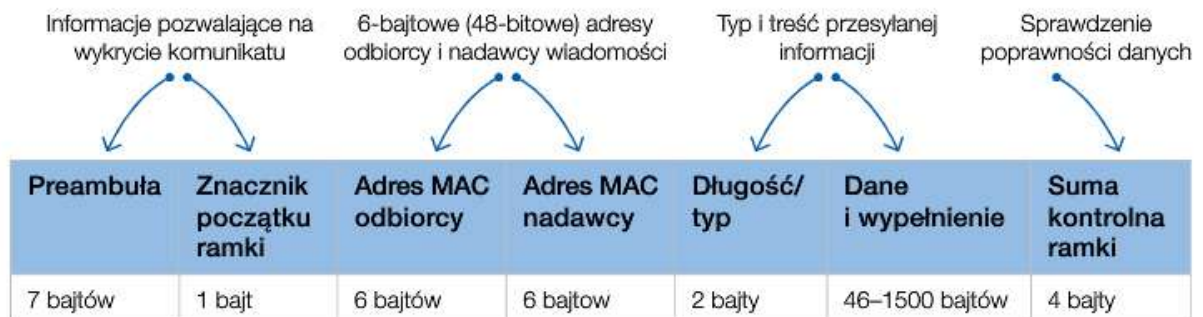 Informacje pozwalające na
wykrycie komunikatu
6-bajtowe (48-bitowe) adresy
odbiorcy i nadawcy wiadomości
Typ i treść przesyłanej
informacji
Sprawdzenie
poprawności danych
Preambuła
Znacznik
początku
ramki
Adres MAC
odbiorcy
Adres MAC
nadawcy
Długość/
typ
Dane
i wypełnienie
Suma
kontrolna
ramki
7 bajtów
1 bajt
6 bajtów
6 bajtow
2 bajty
46–1500 bajtów
4 bajty